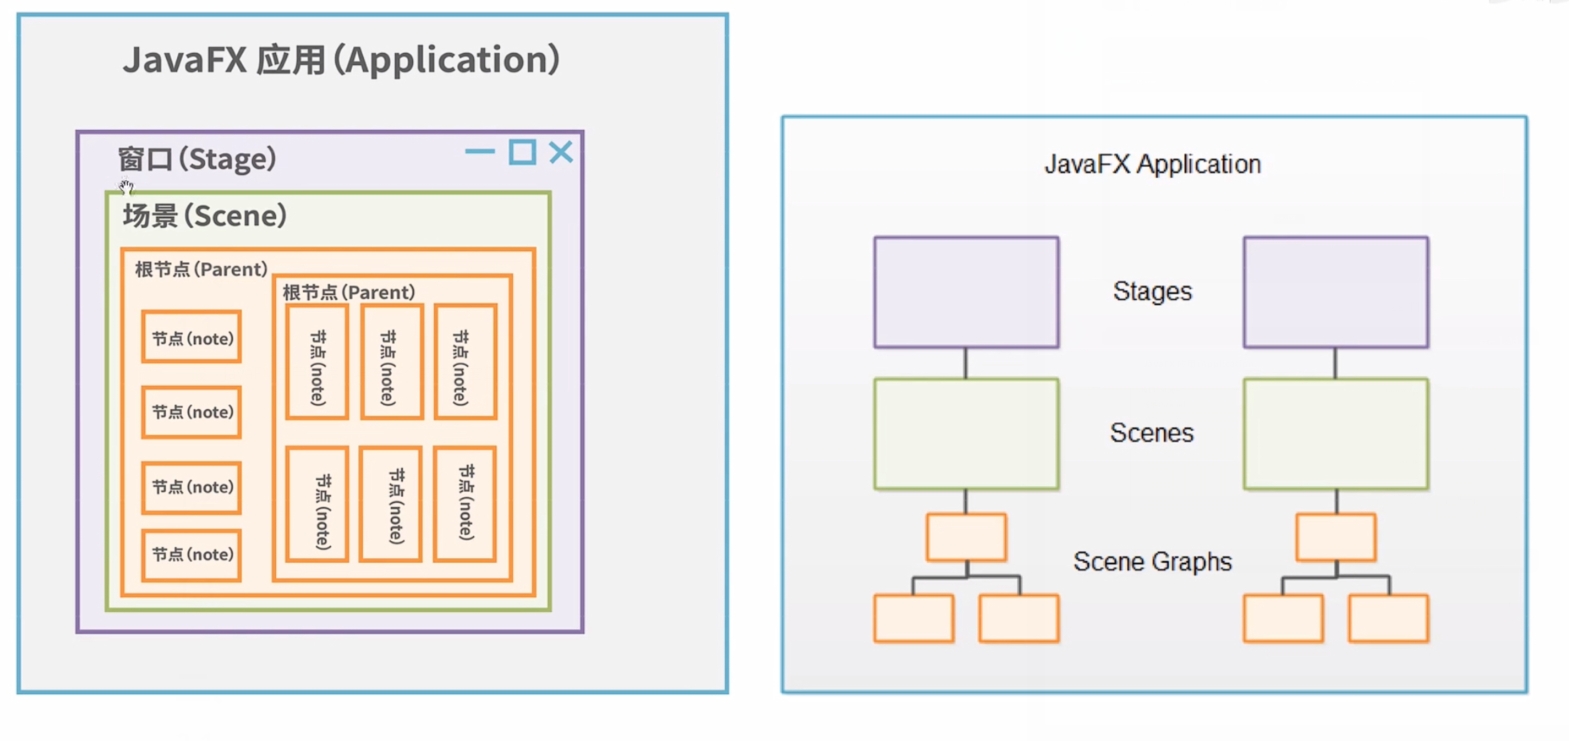 JavaFX 应用(Application)
窗口(Stage)
场景(Scene)
根节点(Parent)
节点(note)
节点(note)
节点(note)
节点(note)
根节点(Parent)
节点(note)
节点(note)
节点(note)
节点(note)
节点(note)
节点(note)
JavaFX Application
Stages
Scenes
Scene Graphs